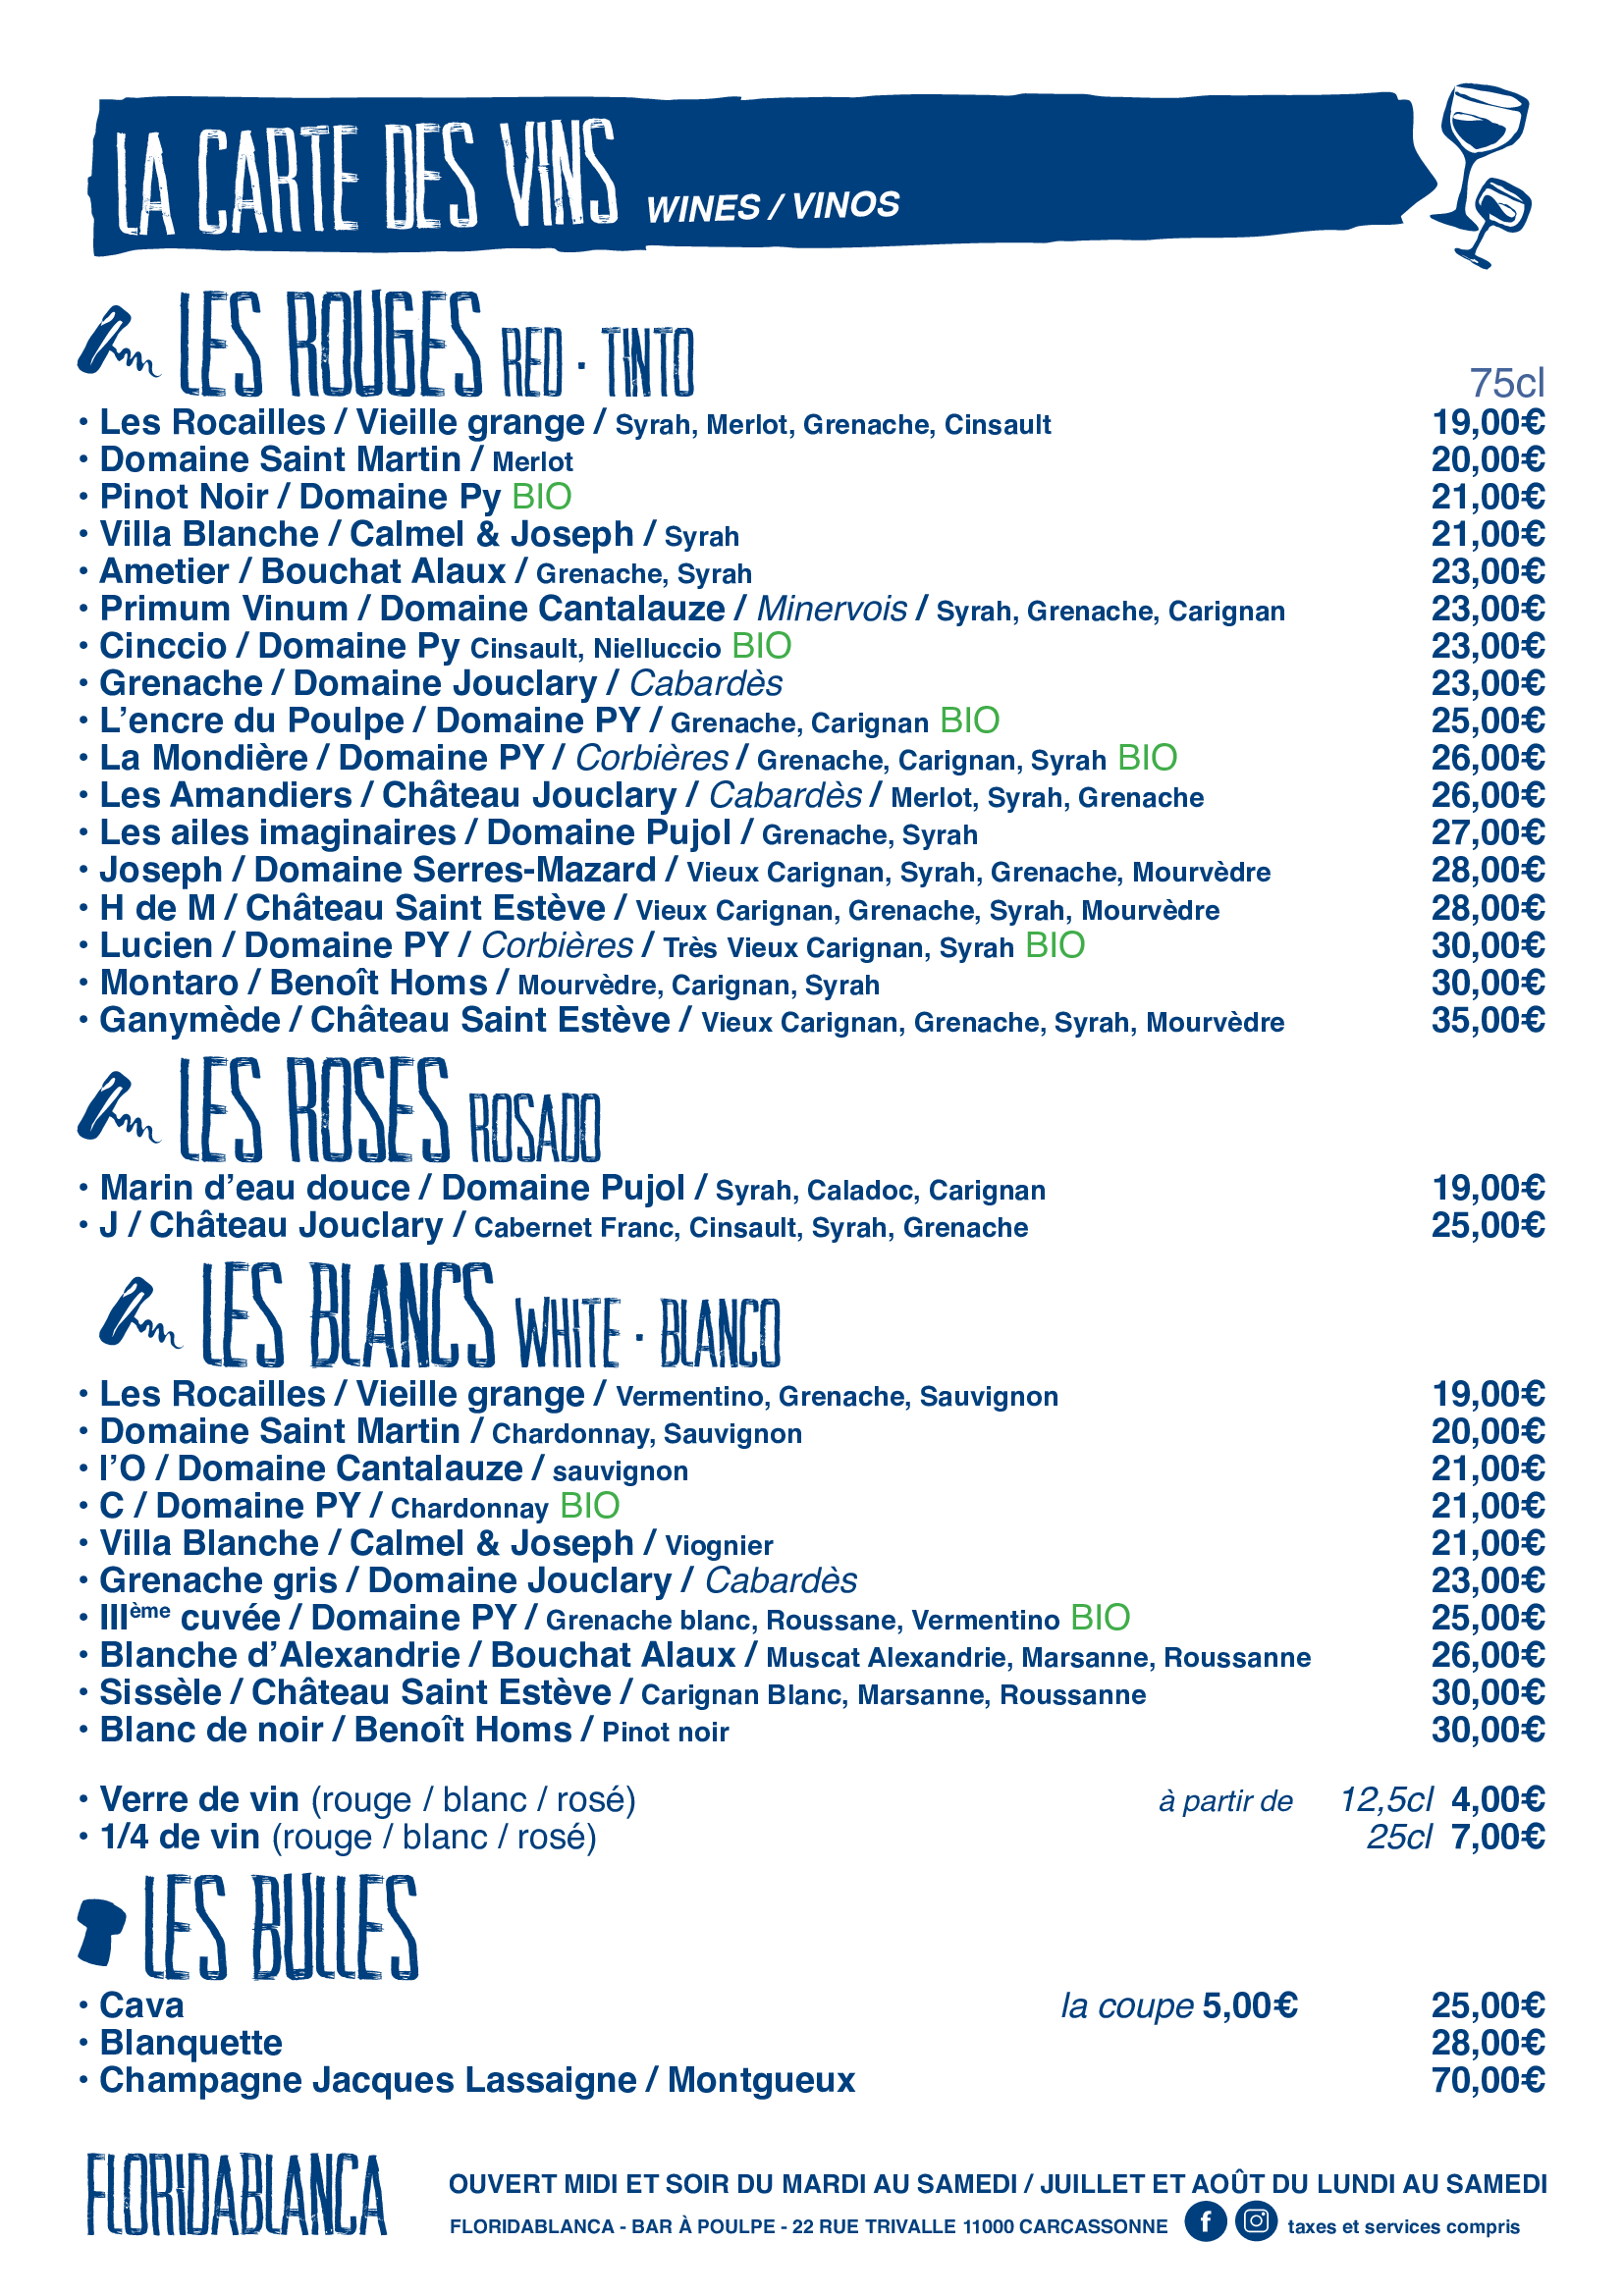 LA CARTE DES VINS WINES / VINOS
LES ROUGES RED · TINTO
75cl
· Les Rocailles / Vieille grange / Syrah, Merlot, Grenache, Cinsault 19,00€
· Domaine Saint Martin / Merlot 20,00€
· Pinot Noir / Domaine Py BIO 21,00€
· Villa Blanche / Calmel & Joseph / Syrah 21,00€
· Ametier / Bouchat Alaux / Grenache, Syrah 23,00€
· Primum Vinum / Domaine Cantalauze / Minervois / Syrah, Grenache, Carignan 23,00€
· Cinccio / Domaine Py Cinsault, Nielluccio BIO 23,00€
· Grenache / Domaine Jouclary / Cabardès 23,00€
· L’encre du Poulpe / Domaine PY / Grenache, Carignan BIO 25,00€
· La Mondière / Domaine PY / Corbières / Grenache, Carignan, Syrah BIO 26,00€
· Les Amandiers / Château Jouclary / Cabardès / Merlot, Syrah, Grenache 26,00€
· Les ailes imaginaires / Domaine Pujol / Grenache, Syrah 27,00€
· Joseph / Domaine Serres-Mazard / Vieux Carignan, Syrah, Grenache, Mourvèdre 28,00€
· H de M / Château Saint Estève / Vieux Carignan, Grenache, Syrah, Mourvèdre 28,00€
· Lucien / Domaine PY / Corbières / Très Vieux Carignan, Syrah BIO 30,00€
· Montaro / Benoît Homs / Mourvèdre, Carignan, Syrah 30,00€
· Ganymède / Château Saint Estève / Vieux Carignan, Grenache, Syrah, Mourvèdre 35,00€
LES ROSES ROSADO
· Marin d’eau douce / Domaine Pujol / Syrah, Caladoc, Carignan 19,00€
· J / Château Jouclary / Cabernet Franc, Cinsault, Syrah, Grenache 25,00€
LES BLANCS WHITE · BLANCO
· Les Rocailles / Vieille grange / Vermentino, Grenache, Sauvignon 19,00€
· Domaine Saint Martin / Chardonnay, Sauvignon 20,00€
· l’O / Domaine Cantalauze / sauvignon 21,00€
· C / Domaine PY / Chardonnay BIO 21,00€
· Villa Blanche / Calmel & Joseph / Viognier 21,00€
· Grenache gris / Domaine Jouclary / Cabardès 23,00€
· IIIème cuvée / Domaine PY / Grenache blanc, Roussane, Vermentino BIO 25,00€
· Blanche d’Alexandrie / Bouchat Alaux / Muscat Alexandrie, Marsanne, Roussanne 26,00€
· Sissèle / Château Saint Estève / Carignan Blanc, Marsanne, Roussanne 30,00€
· Blanc de noir / Benoît Homs / Pinot noir 30,00€
· Verre de vin (rouge / blanc / rosé) à partir de 12,5cl 4,00€
· 1/4 de vin (rouge / blanc / rosé) 25cl 7,00€
LES BULLES
· Cava la coupe 5,00€ 25,00€
· Blanquette 28,00€
· Champagne Jacques Lassaigne / Montgueux 70,00€
FLORIDABLANCA
OUVERT MIDI ET SOIR DU MARDI AU SAMEDI / JUILLET ET AOÛT DU LUNDI AU SAMEDI
FLORIDABLANCA - BAR À POULPE - 22 RUE TRIVALLE 11000 CARCASSONNE f taxes et services compris